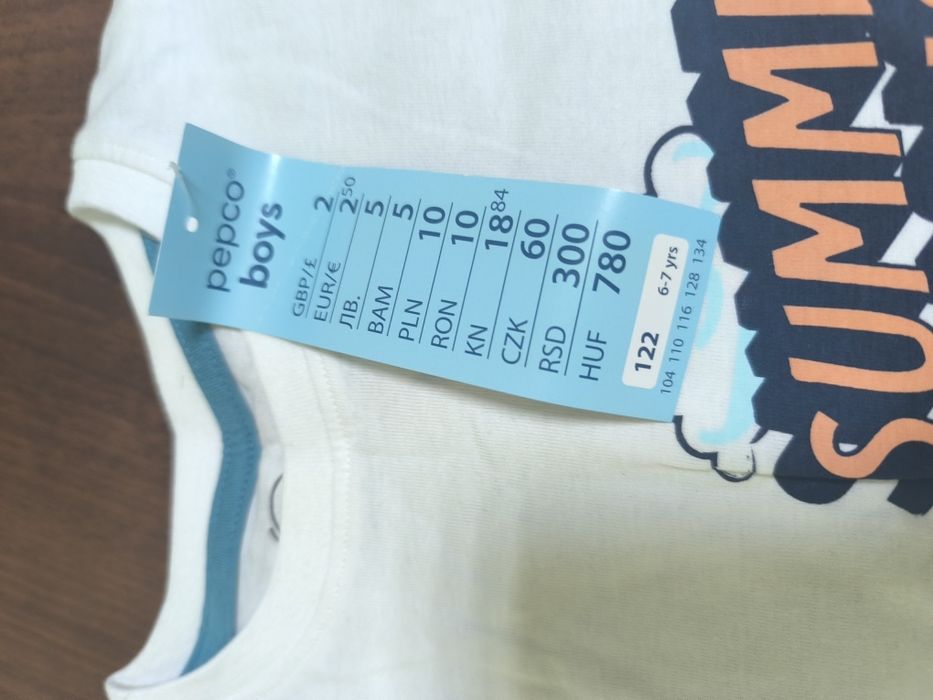 pepco®
boys
GBP/£ 2
EUR/€ 2⁵⁰
ЛВ. 5
BAM 5
PLN 10
RON 10
KN 18⁸⁴
CZK 60
RSD 300
HUF 780
122 6-7 yrs
104 110 116 128 134
SUMM